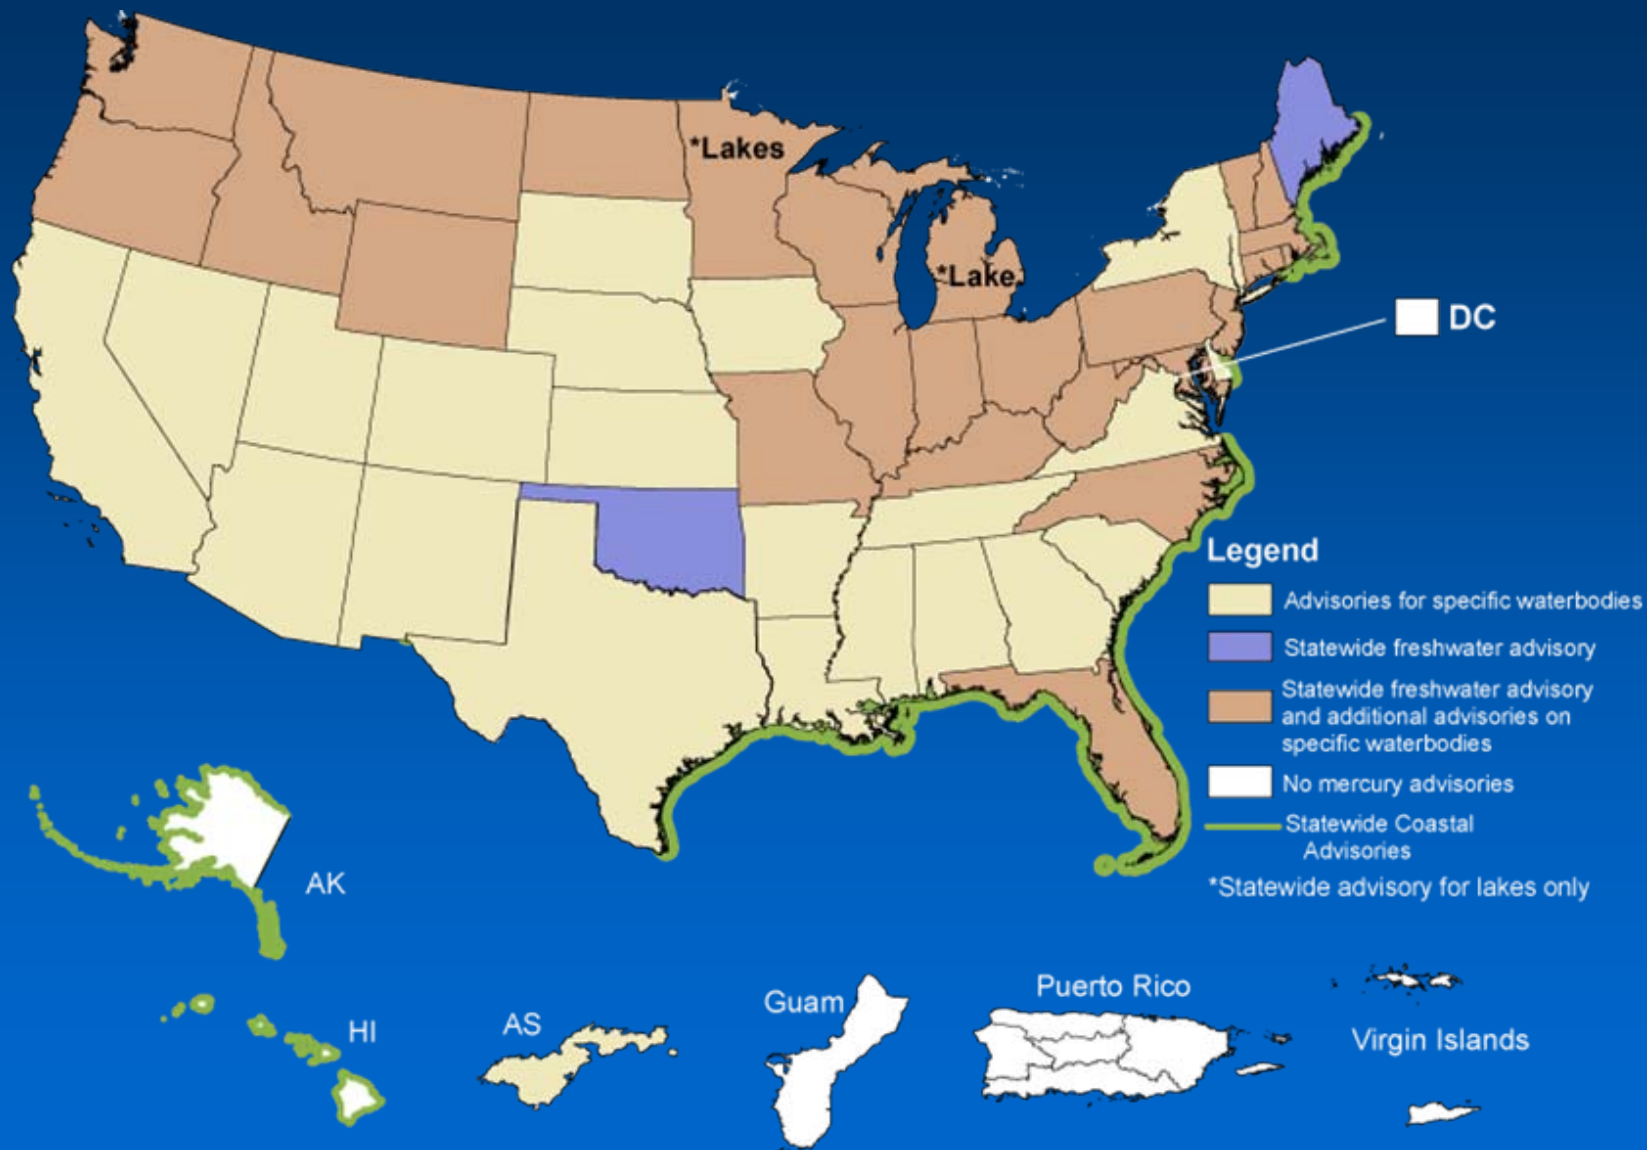 *Lakes
*Lake
DC
Legend
Advisories for specific waterbodies
Statewide freshwater advisory
Statewide freshwater advisory
and additional advisories on
specific waterbodies
No mercury advisories
Statewide Coastal
Advisories
*Statewide advisory for lakes only
AK
HI
AS
Guam
Puerto Rico
Virgin Islands